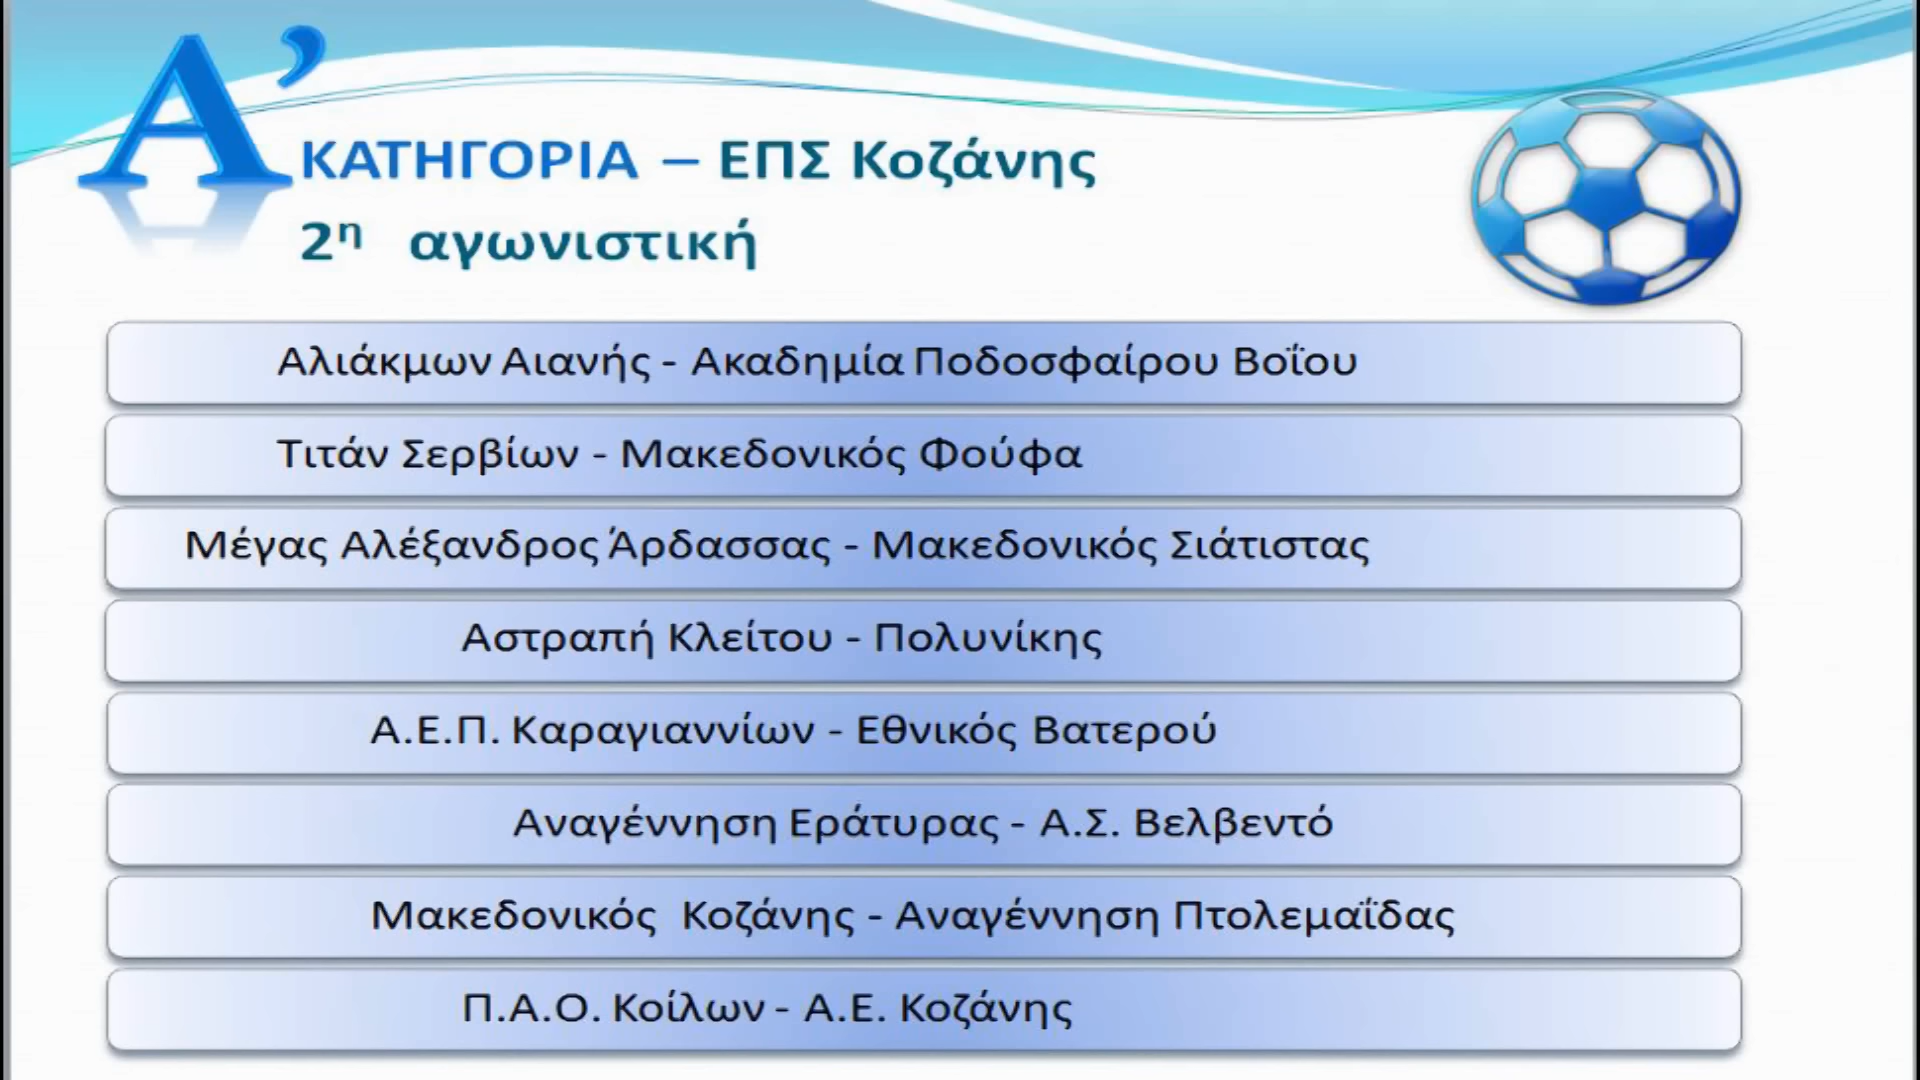 Α’ ΚΑΤΗΓΟΡΙΑ – ΕΠΣ Κοζάνης
2η αγωνιστική
Αλιάκμων Αιανής - Ακαδημία Ποδοσφαίρου Βοΐου
Τιτάν Σερβίων - Μακεδονικός Φούφα
Μέγας Αλέξανδρος Άρδασσας - Μακεδονικός Σιάτιστας
Αστραπή Κλείτου - Πολυνίκης
Α.Ε.Π. Καραγιαννίων - Εθνικός Βατερού
Αναγέννηση Εράτυρας - Α.Σ. Βελβεντό
Μακεδονικός  Κοζάνης - Αναγέννηση Πτολεμαΐδας
Π.Α.Ο. Κοίλων - Α.Ε. Κοζάνης